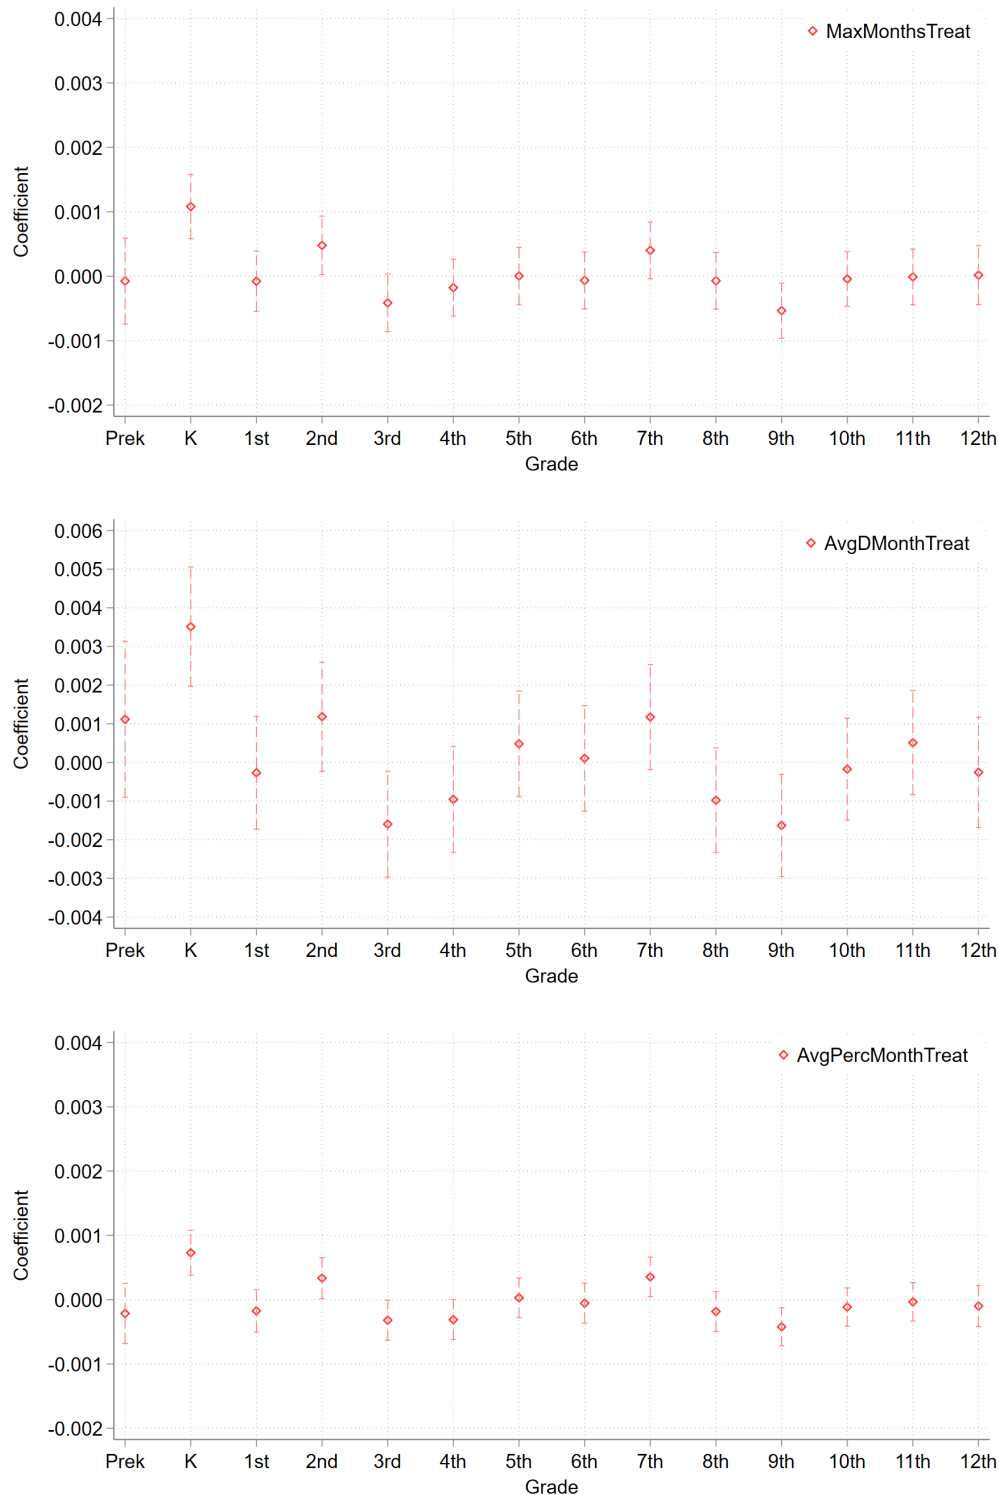 MaxMonthsTreat
Coefficient
0.004
0.003
0.002
0.001
0.000
-0.001
-0.002
Prek K 1st 2nd 3rd 4th 5th 6th 7th 8th 9th 10th 11th 12th
Grade
AvgDMonthTreat
Coefficient
0.006
0.005
0.004
0.003
0.002
0.001
0.000
-0.001
-0.002
-0.003
-0.004
Prek K 1st 2nd 3rd 4th 5th 6th 7th 8th 9th 10th 11th 12th
Grade
AvgPercMonthTreat
Coefficient
0.004
0.003
0.002
0.001
0.000
-0.001
-0.002
Prek K 1st 2nd 3rd 4th 5th 6th 7th 8th 9th 10th 11th 12th
Grade